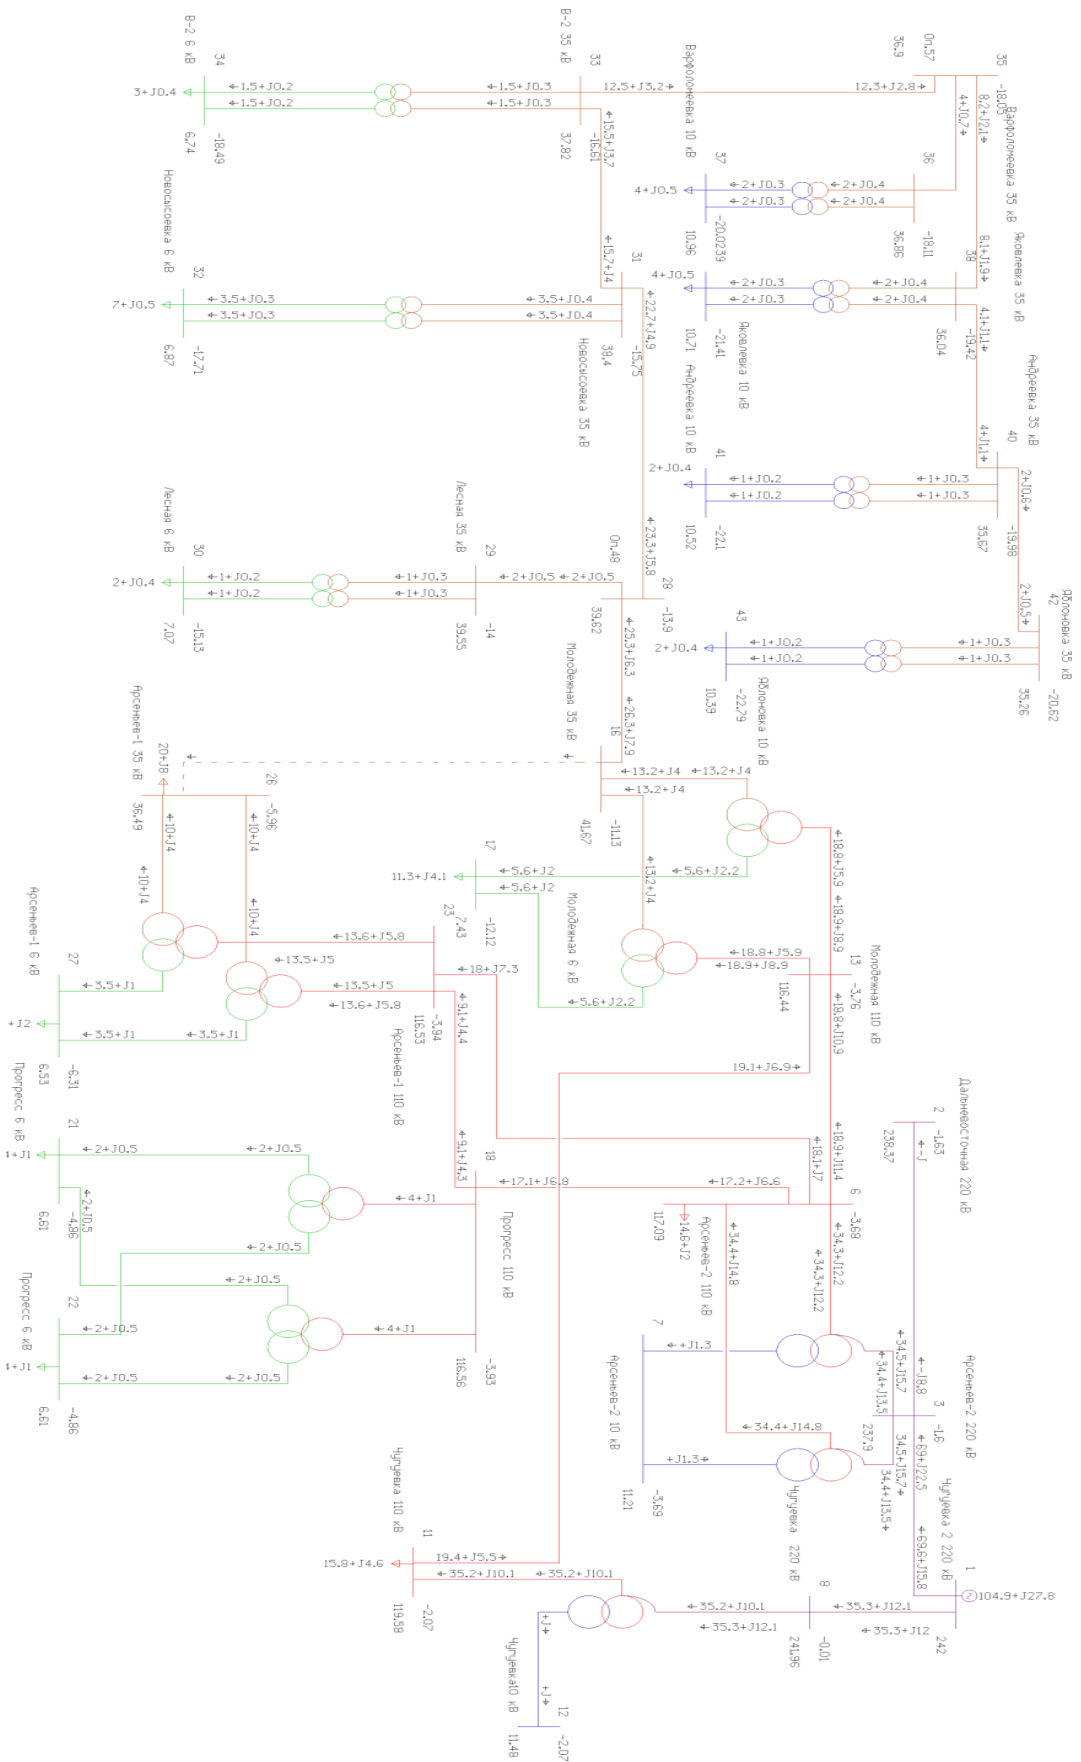 35
-18.05
Оп.57
36.9
12.3+J2.8
8.2+J2.1
4+J0.7
В-2 35 кВ
33
-16.61
37.82
12.5+J3.2
15.5+J3.7
В-2 6 кВ
34
-18.49
6.74
3+J0.4
1.5+J0.2
1.5+J0.2
1.5+J0.3
1.5+J0.3
Варфоломеевка 35 кВ
36
-18.11
36.86
2+J0.4
2+J0.4
Варфоломеевка 10 кВ
37
-20.0239
10.96
4+J0.5
2+J0.3
2+J0.3
Яковлевка 35 кВ
38
-19.42
36.04
8.1+J1.9
4.1+J1.1
2+J0.4
2+J0.4
Яковлевка 10 кВ
-21.41
10.71
4+J0.5
2+J0.3
2+J0.3
Новосысоевка 35 кВ
31
-15.75
38.4
15.7+J4
22.7+J4.9
3.5+J0.4
3.5+J0.4
Новосысоевка 6 кВ
32
-17.71
6.87
7+J0.5
3.5+J0.3
3.5+J0.3
Андреевка 35 кВ
40
-19.98
35.67
4+J1.1
2+J0.6
1+J0.3
1+J0.3
Андреевка 10 кВ
41
-22.1
10.52
2+J0.4
1+J0.2
1+J0.2
Яблоновка 35 кВ
42
-20.62
35.26
2+J0.5
1+J0.3
1+J0.3
Яблоновка 10 кВ
43
-22.79
10.39
2+J0.4
1+J0.2
1+J0.2
Оп.48
28
-13.9
39.62
23.3+J5.8
2+J0.5
2+J0.5
25.3+J6.3
Лесная 35 кВ
29
-14
39.55
1+J0.3
1+J0.3
Лесная 6 кВ
30
-15.13
7.07
2+J0.4
1+J0.2
1+J0.2
Молодежная 35 кВ
16
-11.13
41.67
26.3+J7.9
13.2+J4
13.2+J4
13.2+J4
13.2+J4
Молодежная 6 кВ
17
-12.12
7.43
11.3+J4.1
5.6+J2
5.6+J2
5.6+J2.2
5.6+J2.2
Молодежная 110 кВ
13
-3.76
116.44
18.8+J5.9
18.9+J8.9
18.8+J5.9
18.9+J8.9
18.8+J10.9
19.1+J6.9
Арсеньев-1 35 кВ
26
-5.96
36.49
20+J8
10+J4
10+J4
10+J4
10+J4
Арсеньев-1 6 кВ
27
-6.31
6.53
+J2
3.5+J1
3.5+J1
3.5+J1
Арсеньев-1 110 кВ
23
-3.94
116.53
13.6+J5.8
13.5+J5
13.5+J5
13.6+J5.8
18+J7.3
9.1+J4.4
Прогресс 110 кВ
19
-3.93
116.56
9.1+J4.3
17.1+J6.8
4+J1
4+J1
Прогресс 6 кВ
21
-4.86
6.61
4+J1
2+J0.5
2+J0.5
2+J0.5
2+J0.5
Прогресс 6 кВ
22
-4.86
6.61
4+J1
2+J0.5
2+J0.5
2+J0.5
2+J0.5
Арсеньев-2 110 кВ
6
-3.68
117.09
14.6+J2
18.9+J11.4
18.1+J7
17.2+J6.6
34.3+J12.2
34.3+J12.2
34.4+J14.8
34.4+J14.8
Дальневосточная 220 кВ
2
-1.63
238.37
-J
Арсеньев-2 220 кВ
3
-1.6
237.9
-J8.8
34.5+J15.7
34.4+J13.5
69+J22.5
34.5+J15.7
34.4+J13.5
Арсеньев-2 10 кВ
7
-3.69
11.21
+J1.3
+J1.3
Чугуевка 2 220 кВ
1
242
104.9+J27.8
69.6+J15.8
35.3+J12.1
35.3+J12
Чугуевка 220 кВ
8
-0.01
241.96
35.2+J10.1
35.3+J12.1
Чугуевка 110 кВ
11
-2.07
119.58
15.8+J4.6
19.4+J5.5
35.2+J10.1
35.2+J10.1
Чугуевка10 кВ
12
-2.07
11.48
+J
+J